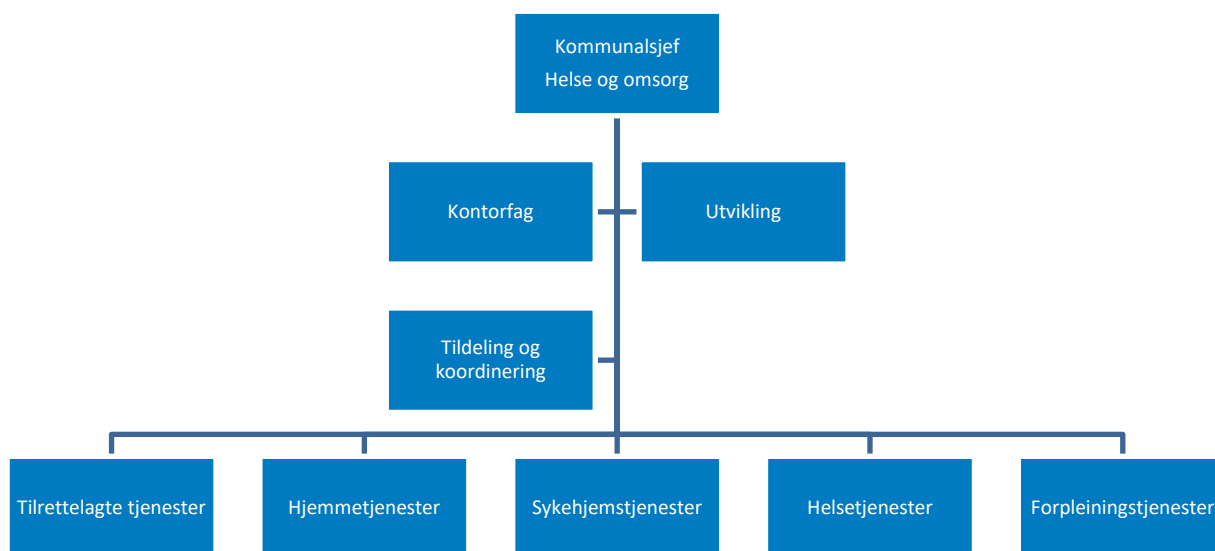 Kommunalsjef
Helse og omsorg
Kontorfag
Utvikling
Tildeling og
koordinering
Tilrettelagte tjenester
Hjemmetjenester
Sykehjemstjenester
Helsetjenester
Forpleiningstjenester